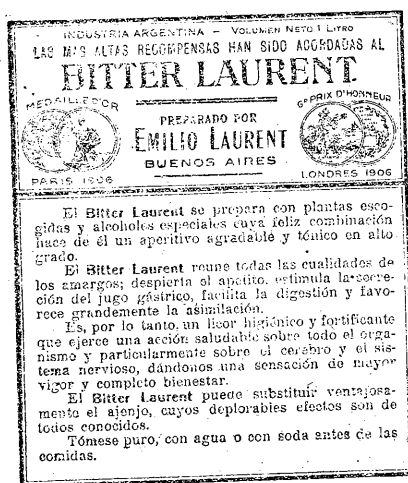 INDUSTRIA ARGENTINA – VOLUMEN NETO 1 LITRO
LAS MAS ALTAS RECOMPENSAS HAN SIDO ACORDADAS AL
BITTER LAURENT
MEDAILLE D'OR
PARIS 1906
PREPARADO POR
EMILIO LAURENT
BUENOS AIRES
Gd PRIX D'HONNEUR
LONDRES 1906
El Bitter Laurent se prepara con plantas esco-
gidas y alcoholes especiales cuya feliz combinación
hace de él un aperitivo agradable y tónico en alto
grado.
El Bitter Laurent reune todas las cualidades de
los amargos; despierta el apetito, estimula la secre-
ción del jugo gástrico, facilita la digestión y favo-
rece grandemente la asimilación.
Es, por lo tanto, un licor higiénico y fortificante
que ejerce una acción saludable sobre todo el orga-
nismo y particularmente sobre el cerebro y el sis-
tema nervioso, dándonos una sensación de mayor
vigor y completo bienestar.
El Bitter Laurent puede substituir ventajosa-
mente el ajenjo, cuyos deplorables efectos son de
todos conocidos.
Tómese puro, con agua o con soda antes de las
comidas.